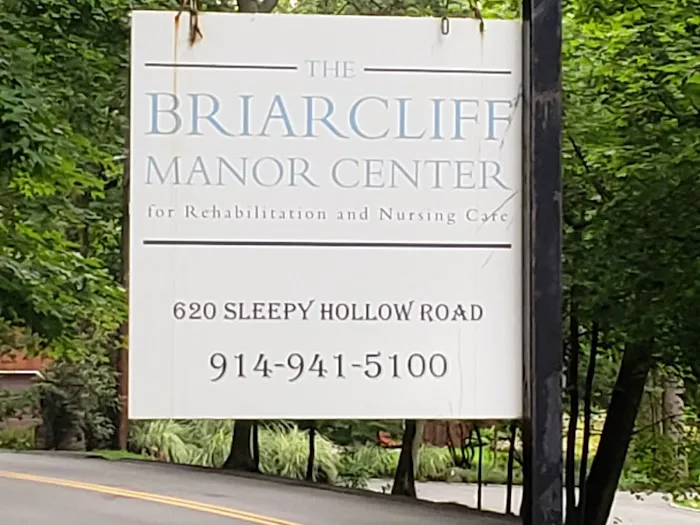 THE
BRIARCLIFF
MANOR CENTER
for Rehabilitation and Nursing Care
620 SLEEPY HOLLOW ROAD
914-941-5100